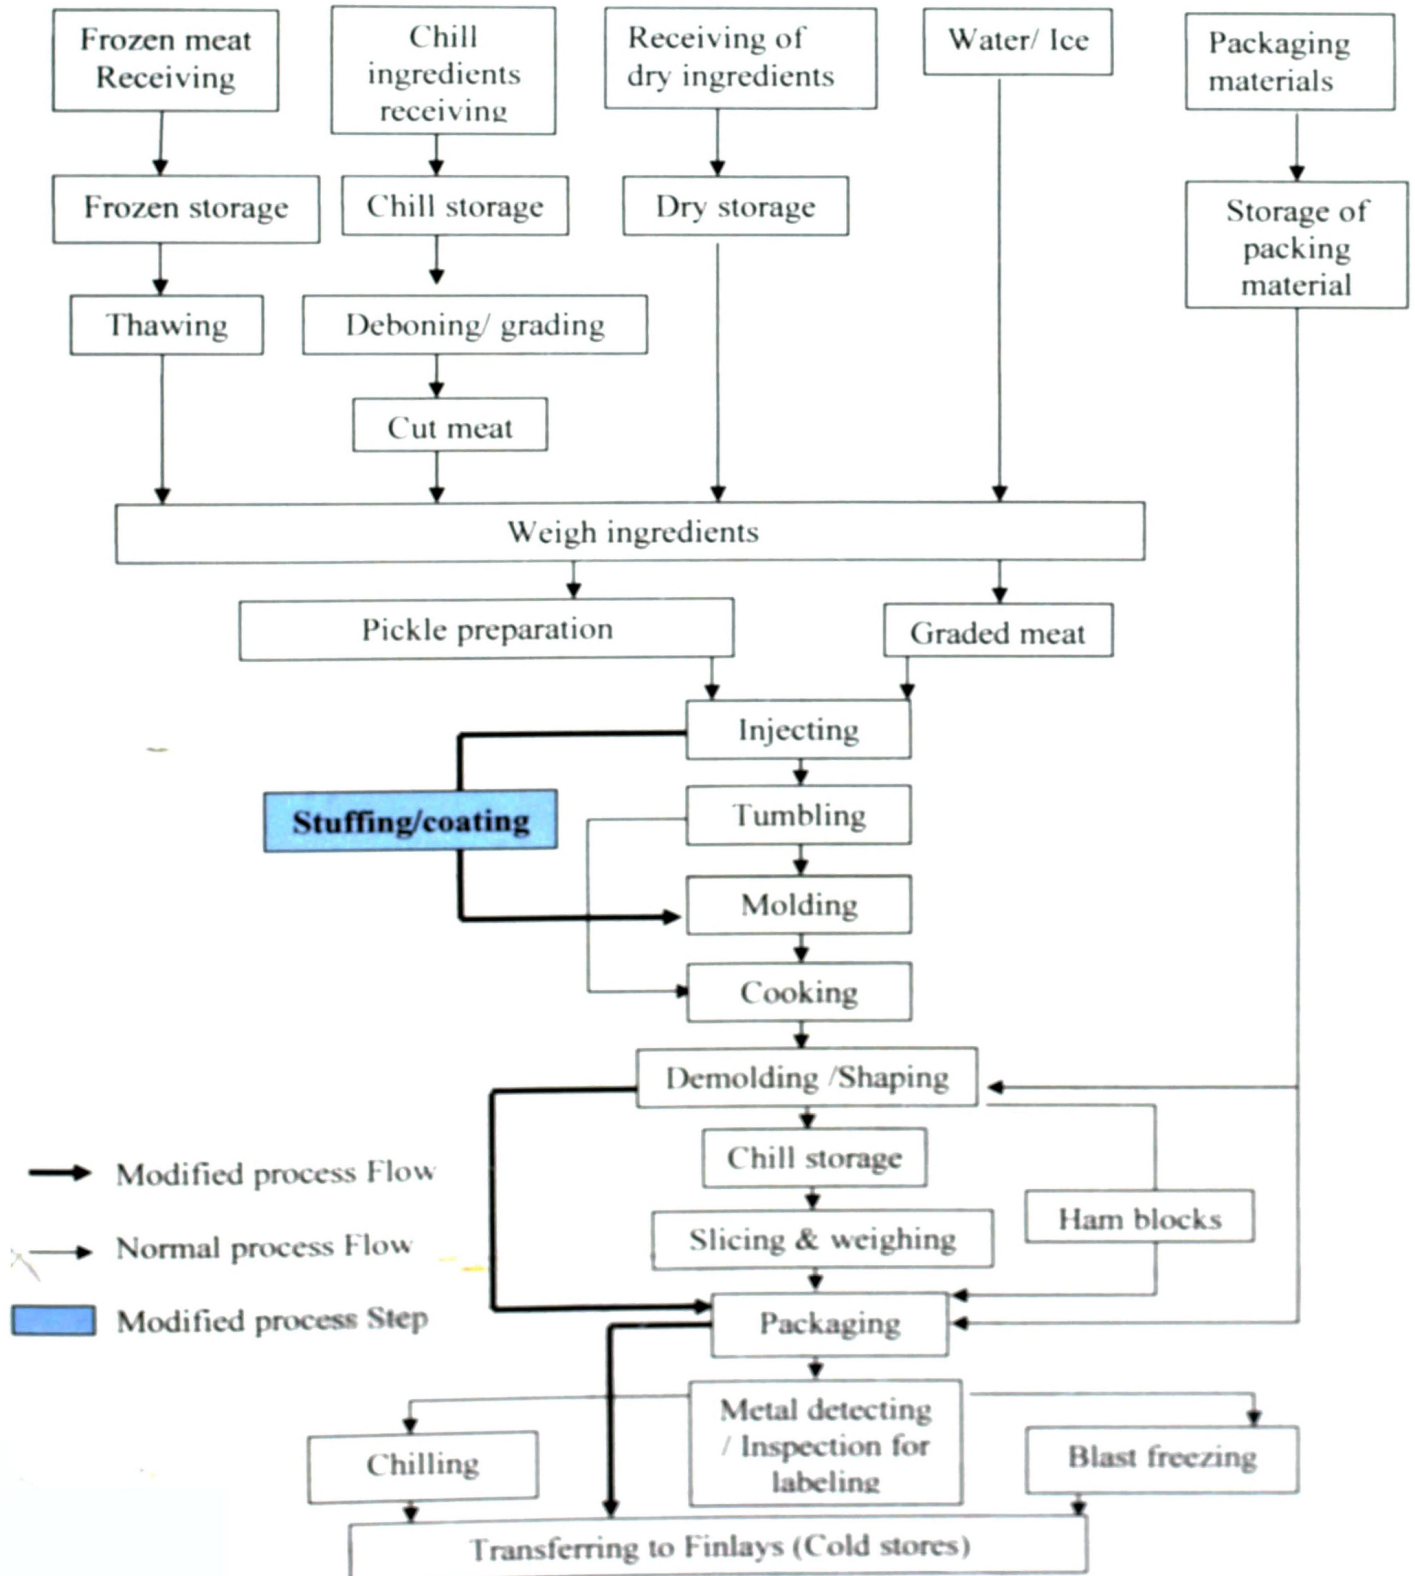 Frozen meat
Receiving
Chill
ingredients
receiving
Receiving of
dry ingredients
Water/ Ice
Packaging
materials
Frozen storage
Chill storage
Dry storage
Storage of
packing
material
Thawing
Deboning/ grading
Cut meat
Weigh ingredients
Pickle preparation
Graded meat
Injecting
Stuffing/coating
Tumbling
Molding
Cooking
Demolding /Shaping
Chill storage
Modified process Flow
Ham blocks
Slicing & weighing
Normal process Flow
Modified process Step
Packaging
Metal detecting
/ Inspection for
labeling
Chilling
Blast freezing
Transferring to Finlays (Cold stores)